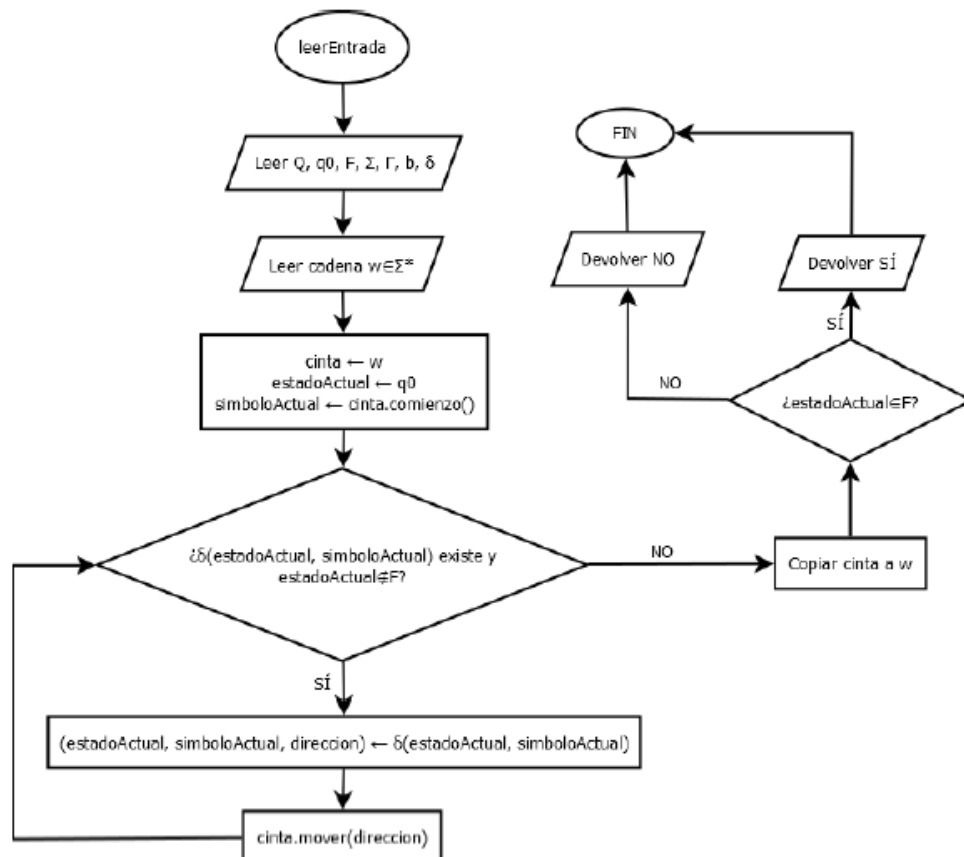 leerEntrada
Leer Q, q0, F, Σ, Γ, b, δ
Leer cadena w∈Σ*
cinta ← w
estadoActual ← q0
simboloActual ← cinta.comienzo()
¿δ(estadoActual, simboloActual) existe y
estadoActual∉F?
SÍ
(estadoActual, simboloActual, direccion) ← δ(estadoActual, simboloActual)
cinta.mover(direccion)
NO
Copiar cinta a w
¿estadoActual∈F?
NO
Devolver NO
SÍ
Devolver SÍ
FIN